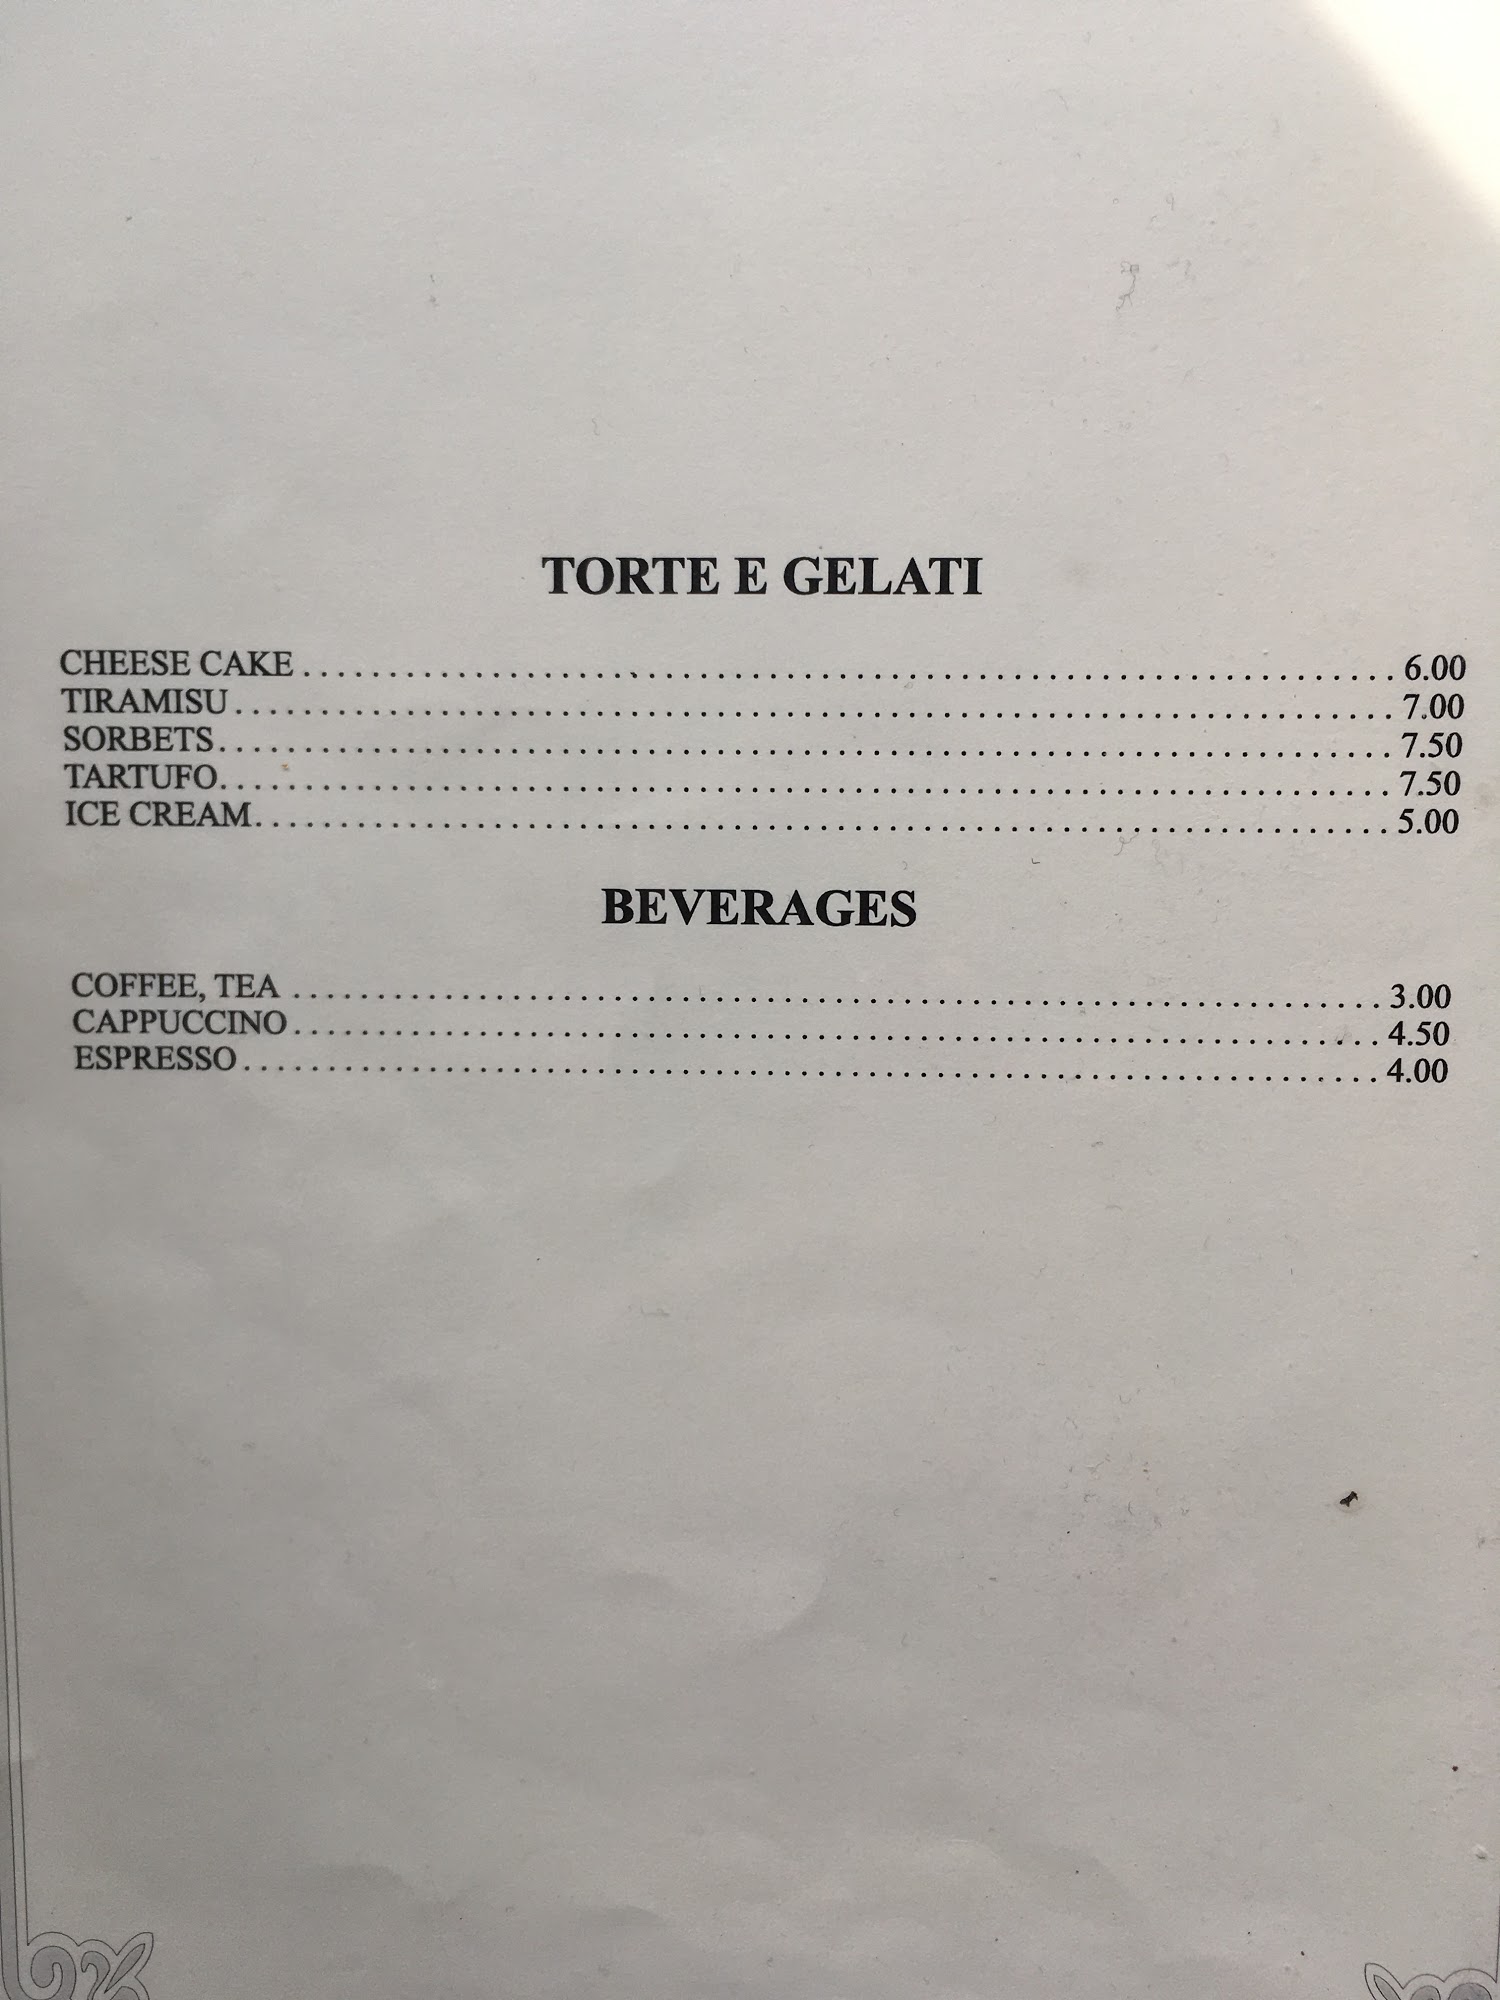 TORTE E GELATI
CHEESE CAKE ........................................................................ 6.00
TIRAMISU ........................................................................ 7.00
SORBETS ........................................................................ 7.50
TARTUFO ........................................................................ 7.50
ICE CREAM ........................................................................ 5.00
BEVERAGES
COFFEE, TEA ........................................................................ 3.00
CAPPUCCINO ........................................................................ 4.50
ESPRESSO ........................................................................ 4.00